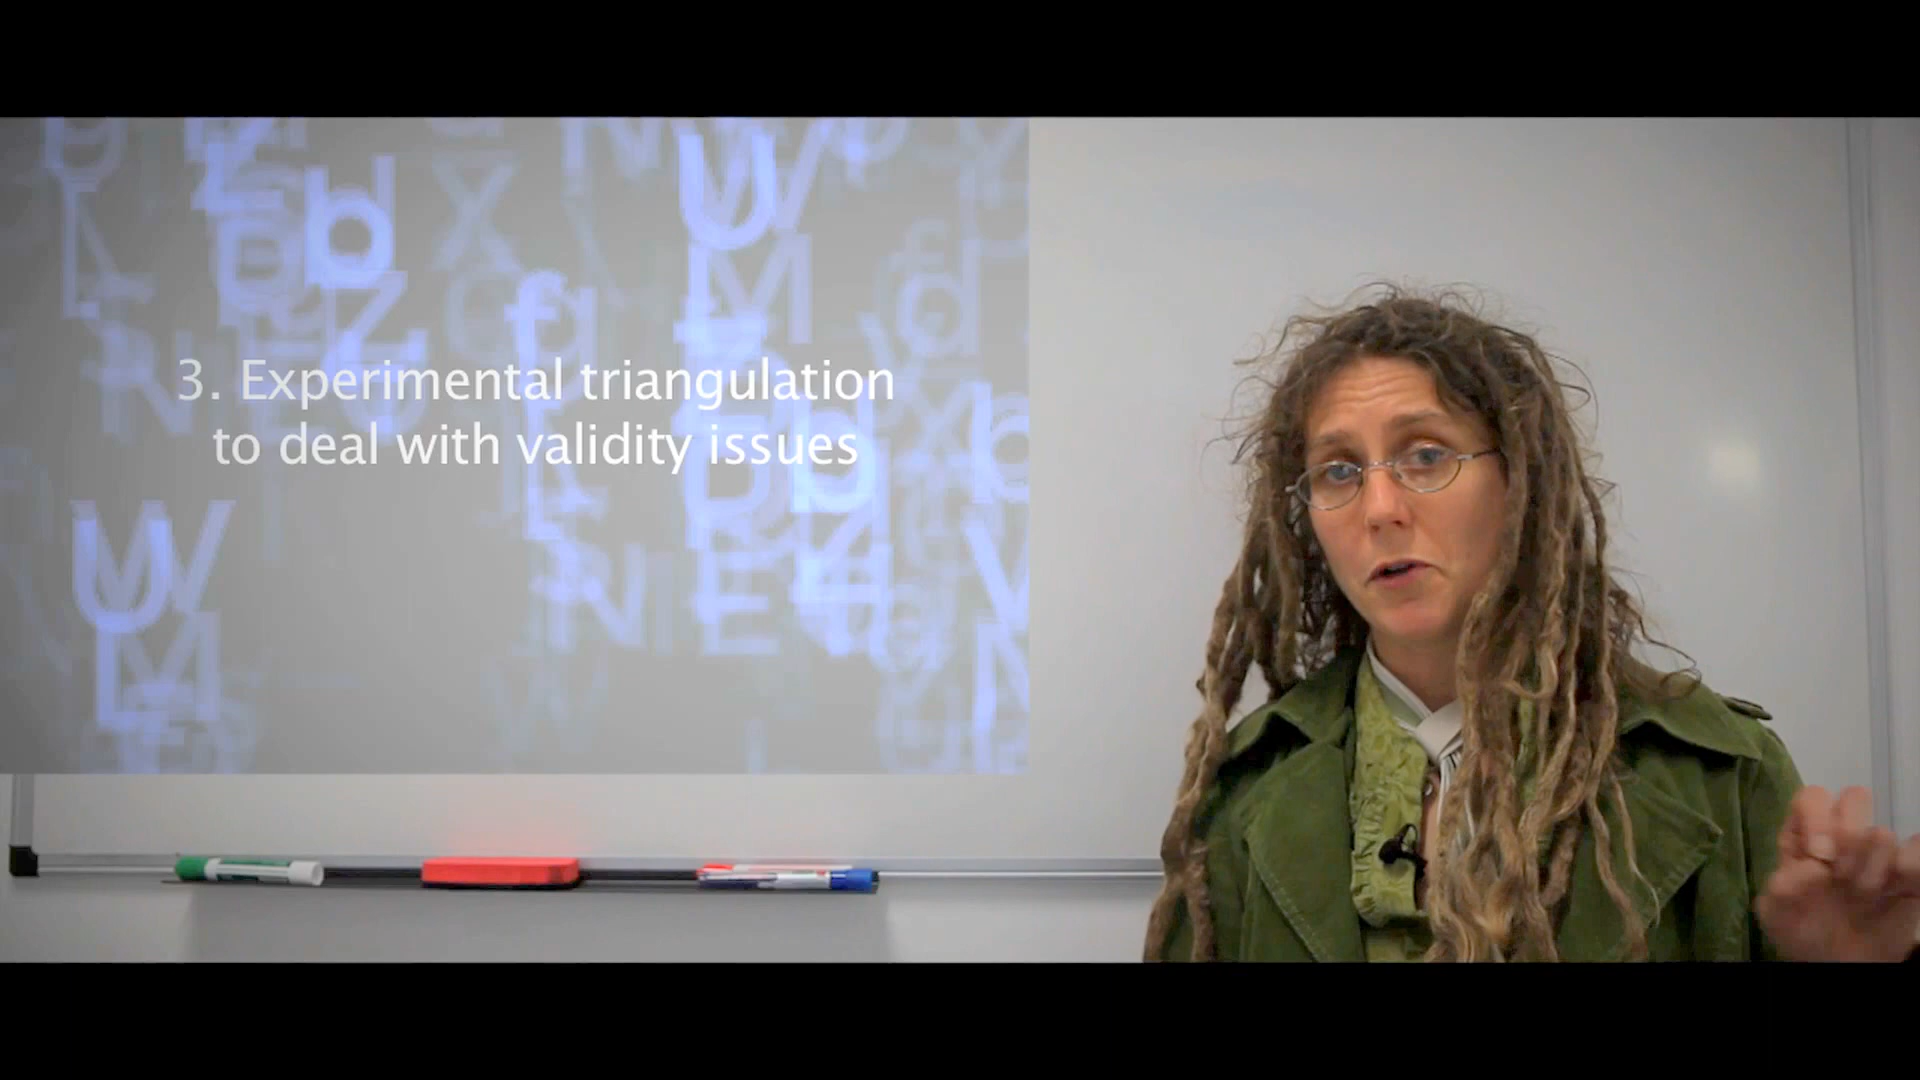 3. Experimental triangulation
to deal with validity issues